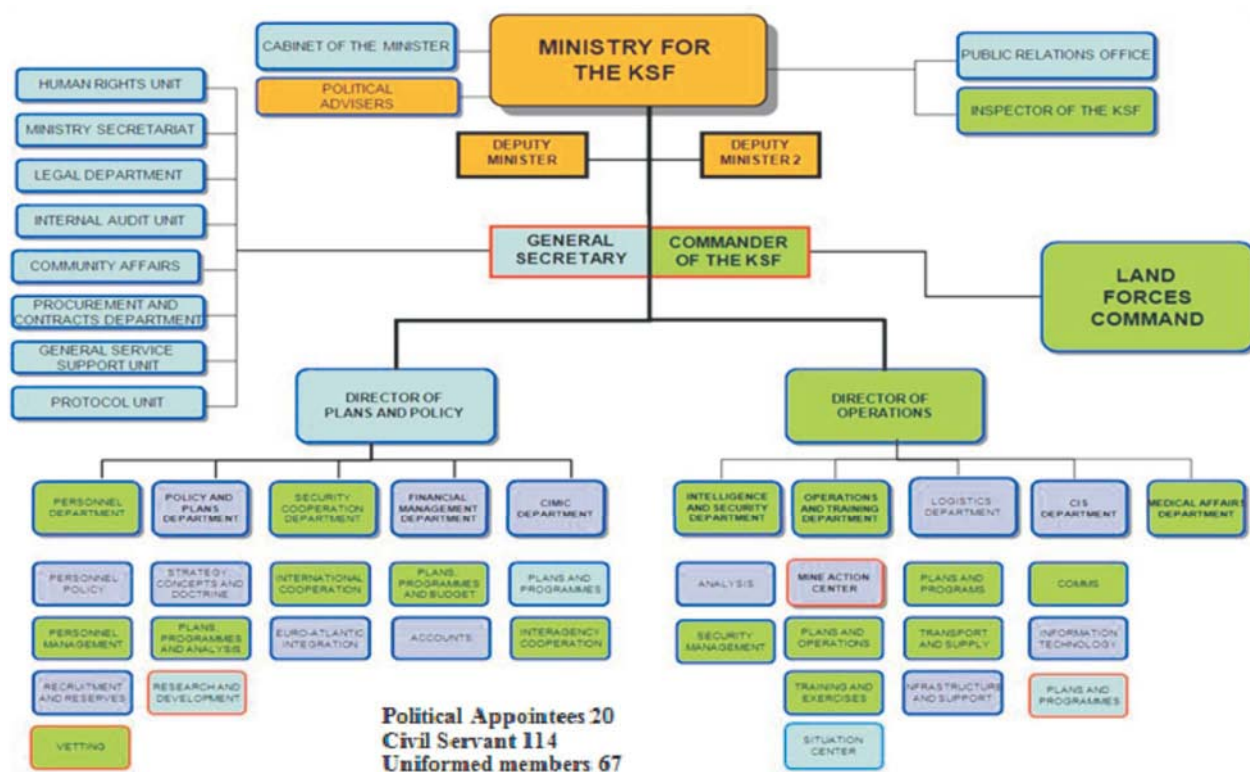 CABINET OF THE MINISTER
POLITICAL
ADVISERS
MINISTRY FOR
THE KSF
PUBLIC RELATIONS OFFICE
INSPECTOR OF THE KSF
HUMAN RIGHTS UNIT
MINISTRY SECRETARIAT
LEGAL DEPARTMENT
INTERNAL AUDIT UNIT
COMMUNITY AFFAIRS
PROCUREMENT AND
CONTRACTS DEPARTMENT
GENERAL SERVICE
SUPPORT UNIT
PROTOCOL UNIT
DEPUTY
MINISTER
DEPUTY
MINISTER 2
GENERAL
SECRETARY
COMMANDER
OF THE KSF
LAND
FORCES
COMMAND
DIRECTOR OF
PLANS AND POLICY
DIRECTOR OF
OPERATIONS
PERSONNEL
DEPARTMENT
POLICY AND
PLANS
DEPARTMENT
SECURITY
COOPERATION
DEPARTMENT
FINANCIAL
MANAGEMENT
DEPARTMENT
CIMIC
DEPARTMENT
INTELLIGENCE
AND SECURITY
DEPARTMENT
OPERATIONS
AND TRAINING
DEPARTMENT
LOGISTICS
DEPARTMENT
CIS
DEPARTMENT
MEDICAL AFFAIRS
DEPARTMENT
PERSONNEL
POLICY
STRATEGY
CONCEPTS AND
DOCTRINE
INTERNATIONAL
COOPERATION
PLANS,
PROGRAMMES
AND BUDGET
PLANS AND
PROGRAMMES
ANALYSIS
MINE ACTION
CENTER
PLANS AND
PROGRAMS
COMMS
PERSONNEL
MANAGEMENT
PLANS,
PROGRAMMES
AND ANALYSIS
EURO-ATLANTIC
INTEGRATION
ACCOUNTS
INTERAGENCY
COOPERATION
SECURITY
MANAGEMENT
PLANS AND
OPERATIONS
TRANSPORT
AND SUPPLY
INFORMATION
TECHNOLOGY
RECRUITMENT
AND RESERVES
RESEARCH AND
DEVELOPMENT
TRAINING AND
EXERCISES
INFRASTRUCTURE
AND SUPPORT
PLANS AND
PROGRAMMES
VETTING
SITUATION
CENTER
Political Appointees 20
Civil Servant 114
Uniformed members 67